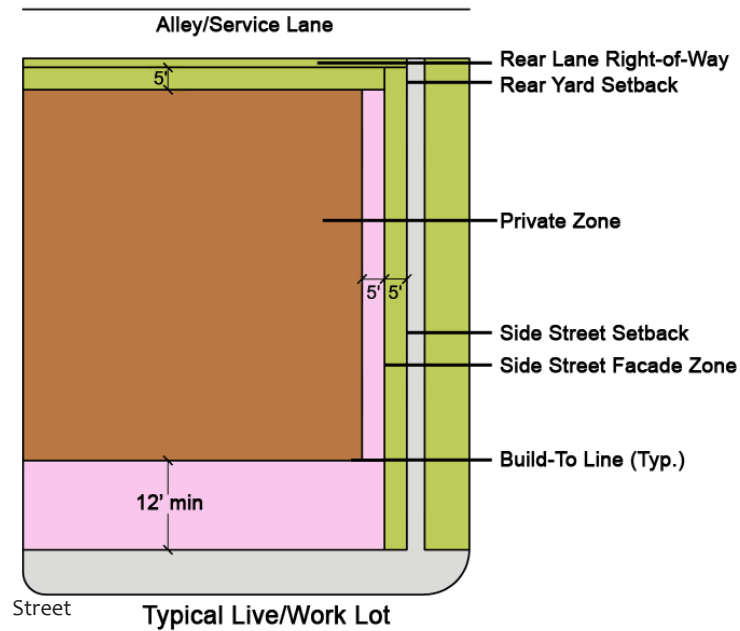 Alley/Service Lane
Rear Lane Right-of-Way
5'
Rear Yard Setback
Private Zone
5' 5'
Side Street Setback
Side Street Facade Zone
Build-To Line (Typ.)
12' min
Street
Typical Live/Work Lot